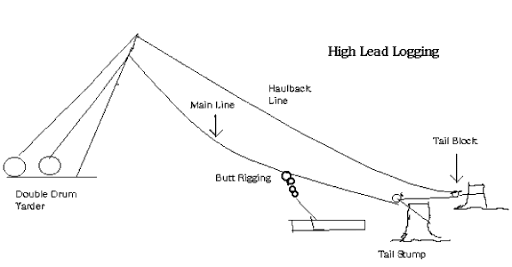 High Lead Logging
Haulback
Line
Main Line
Tail Block
Butt Rigging
Double Drum
Yarder
Tail Stump